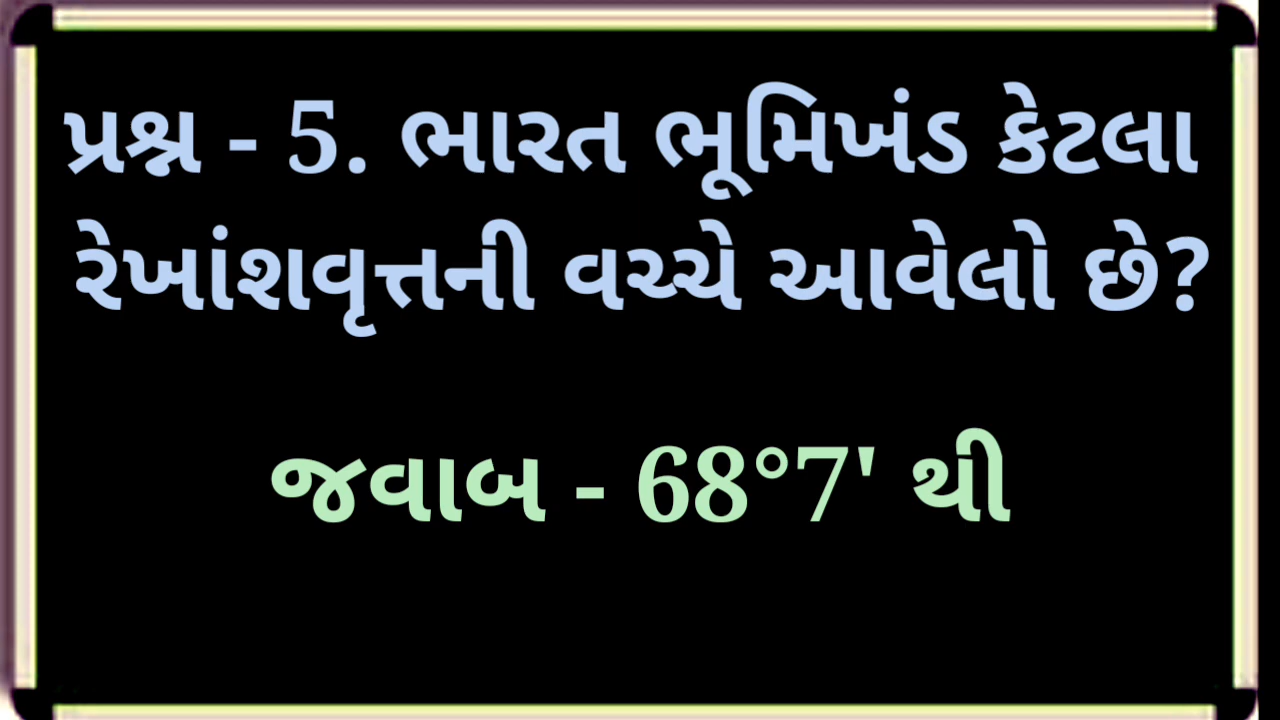 પ્રશ્ન - 5. ભારત ભૂમિખંડ કેટલા
રેખાંશવૃત્તની વચ્ચે આવેલો છે?
જવાબ - 68°7' થી